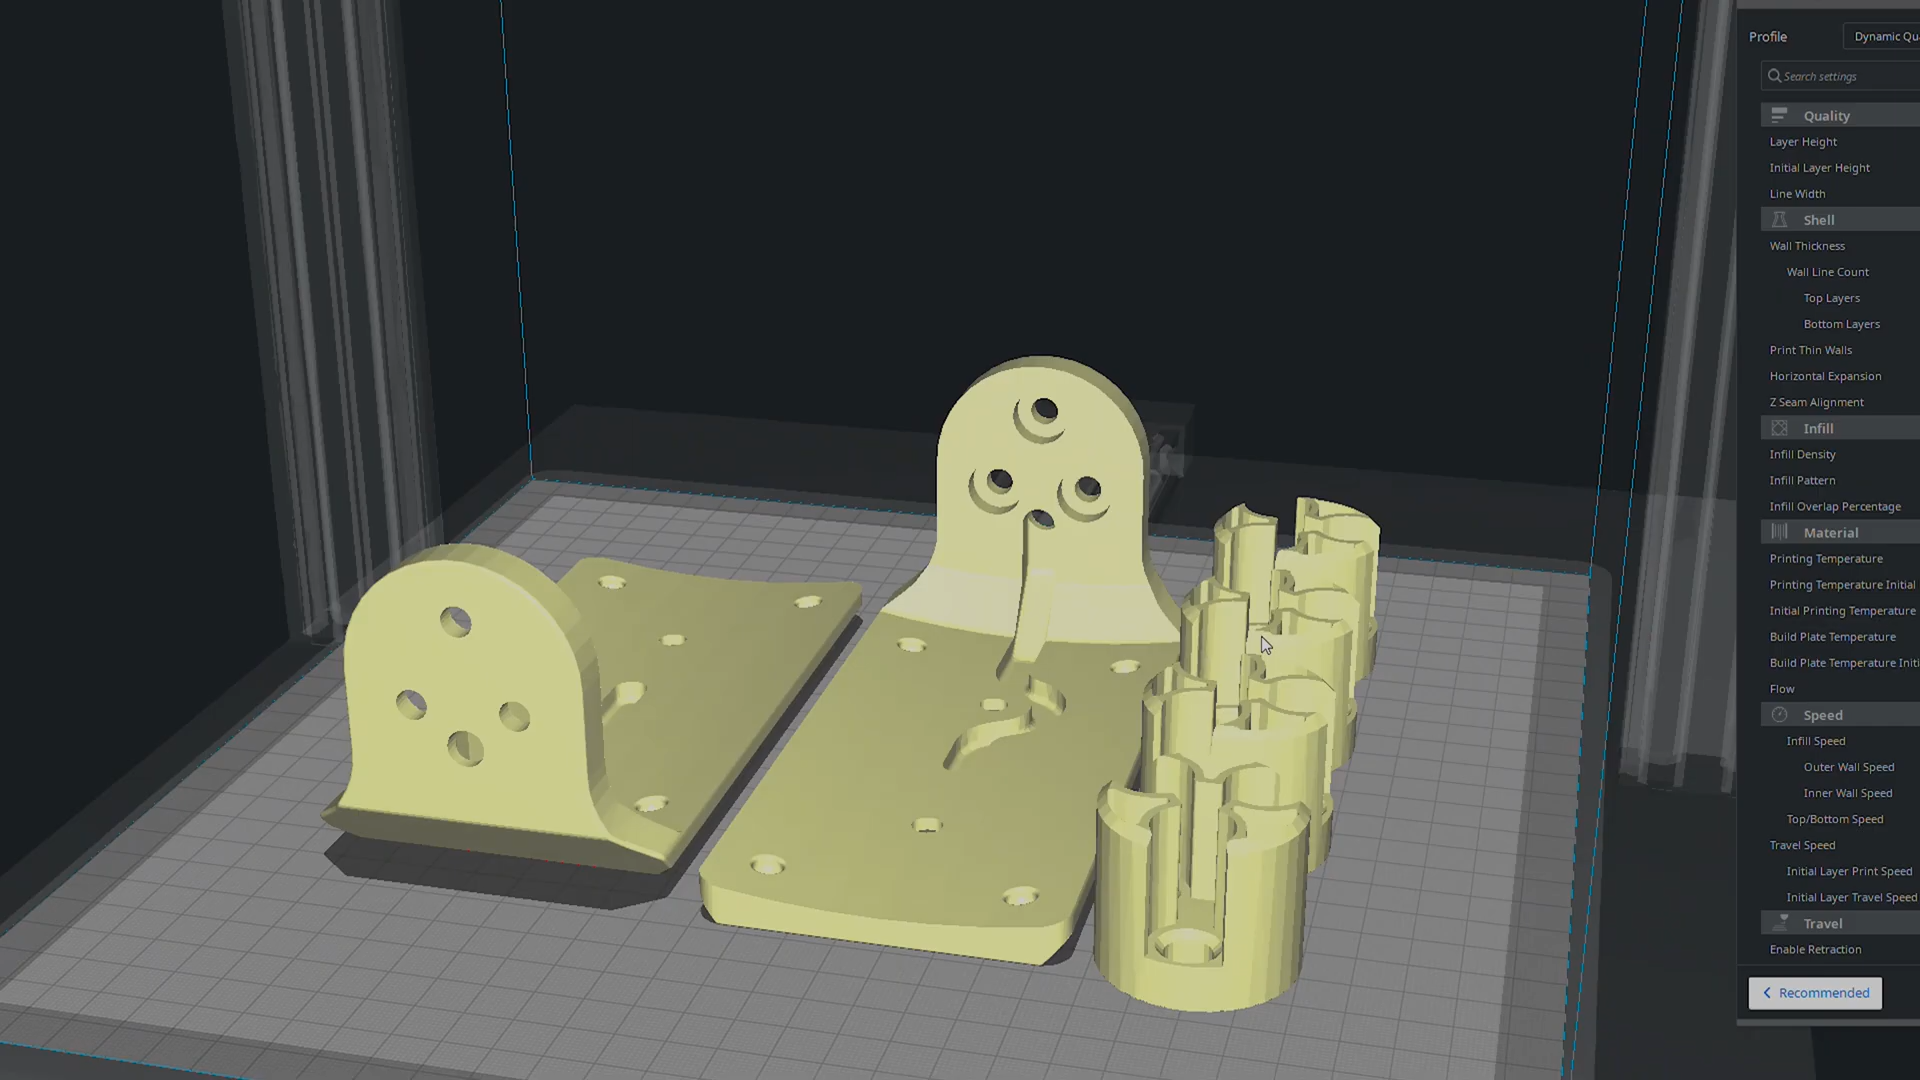 Profile
Dynamic Qu
Search settings
Quality
Layer Height
Initial Layer Height
Line Width
Shell
Wall Thickness
Wall Line Count
Top Layers
Bottom Layers
Print Thin Walls
Horizontal Expansion
Z Seam Alignment
Infill
Infill Density
Infill Pattern
Infill Overlap Percentage
Material
Printing Temperature
Printing Temperature Initial
Initial Printing Temperature
Build Plate Temperature
Build Plate Temperature Initi
Flow
Speed
Infill Speed
Outer Wall Speed
Inner Wall Speed
Top/Bottom Speed
Travel Speed
Initial Layer Print Speed
Initial Layer Travel Speed
Travel
Enable Retraction
Recommended